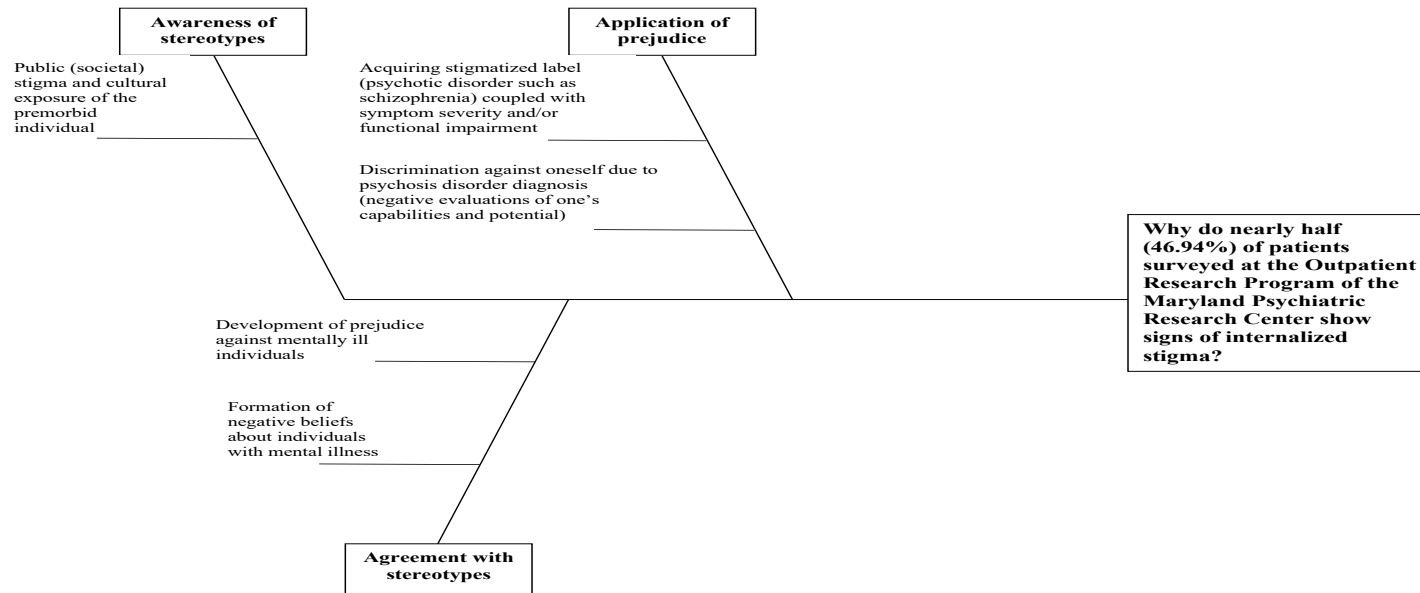 Awareness of
stereotypes
Public (societal)
stigma and cultural
exposure of the
premorbid
individual
Application of
prejudice
Acquiring stigmatized label
(psychotic disorder such as
schizophrenia) coupled with
symptom severity and/or
functional impairment
Discrimination against oneself due to
psychosis disorder diagnosis
(negative evaluations of one’s
capabilities and potential)
Why do nearly half
(46.94%) of patients
surveyed at the Outpatient
Research Program of the
Maryland Psychiatric
Research Center show
signs of internalized
stigma?
Development of prejudice
against mentally ill
individuals
Formation of
negative beliefs
about individuals
with mental illness
Agreement with
stereotypes